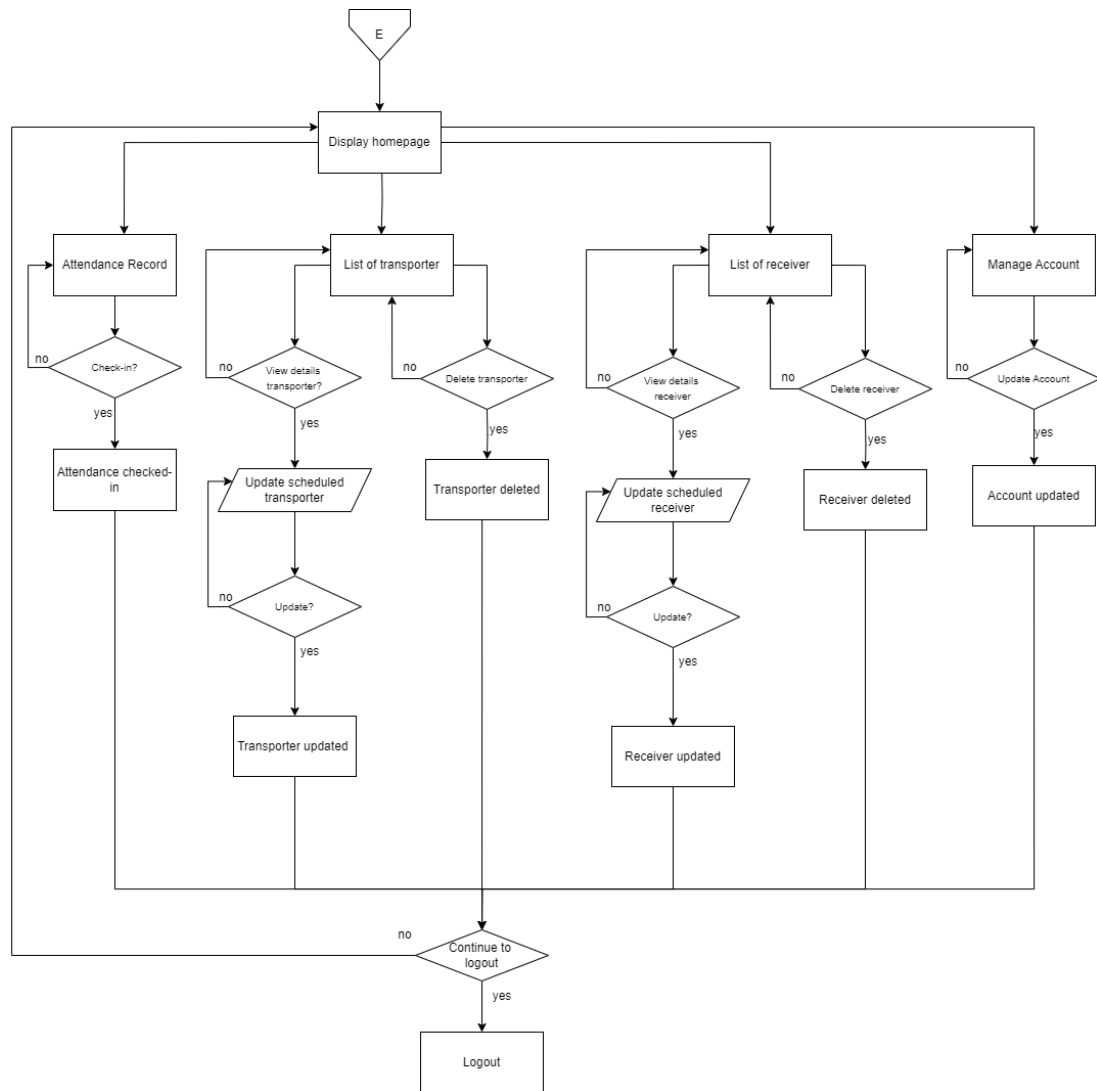 E
Display homepage
Attendance Record
List of transporter
List of receiver
Manage Account
no
Check-in?
yes
no
View details
transporter?
yes
no
Delete transporter
yes
no
View details
receiver
yes
no
Delete receiver
yes
no
Update Account
yes
Attendance checked-
in
Update scheduled
transporter
Transporter deleted
Update scheduled
receiver
Receiver deleted
Account updated
no
Update?
yes
no
Update?
yes
Transporter updated
Receiver updated
no
Continue to
logout
yes
Logout